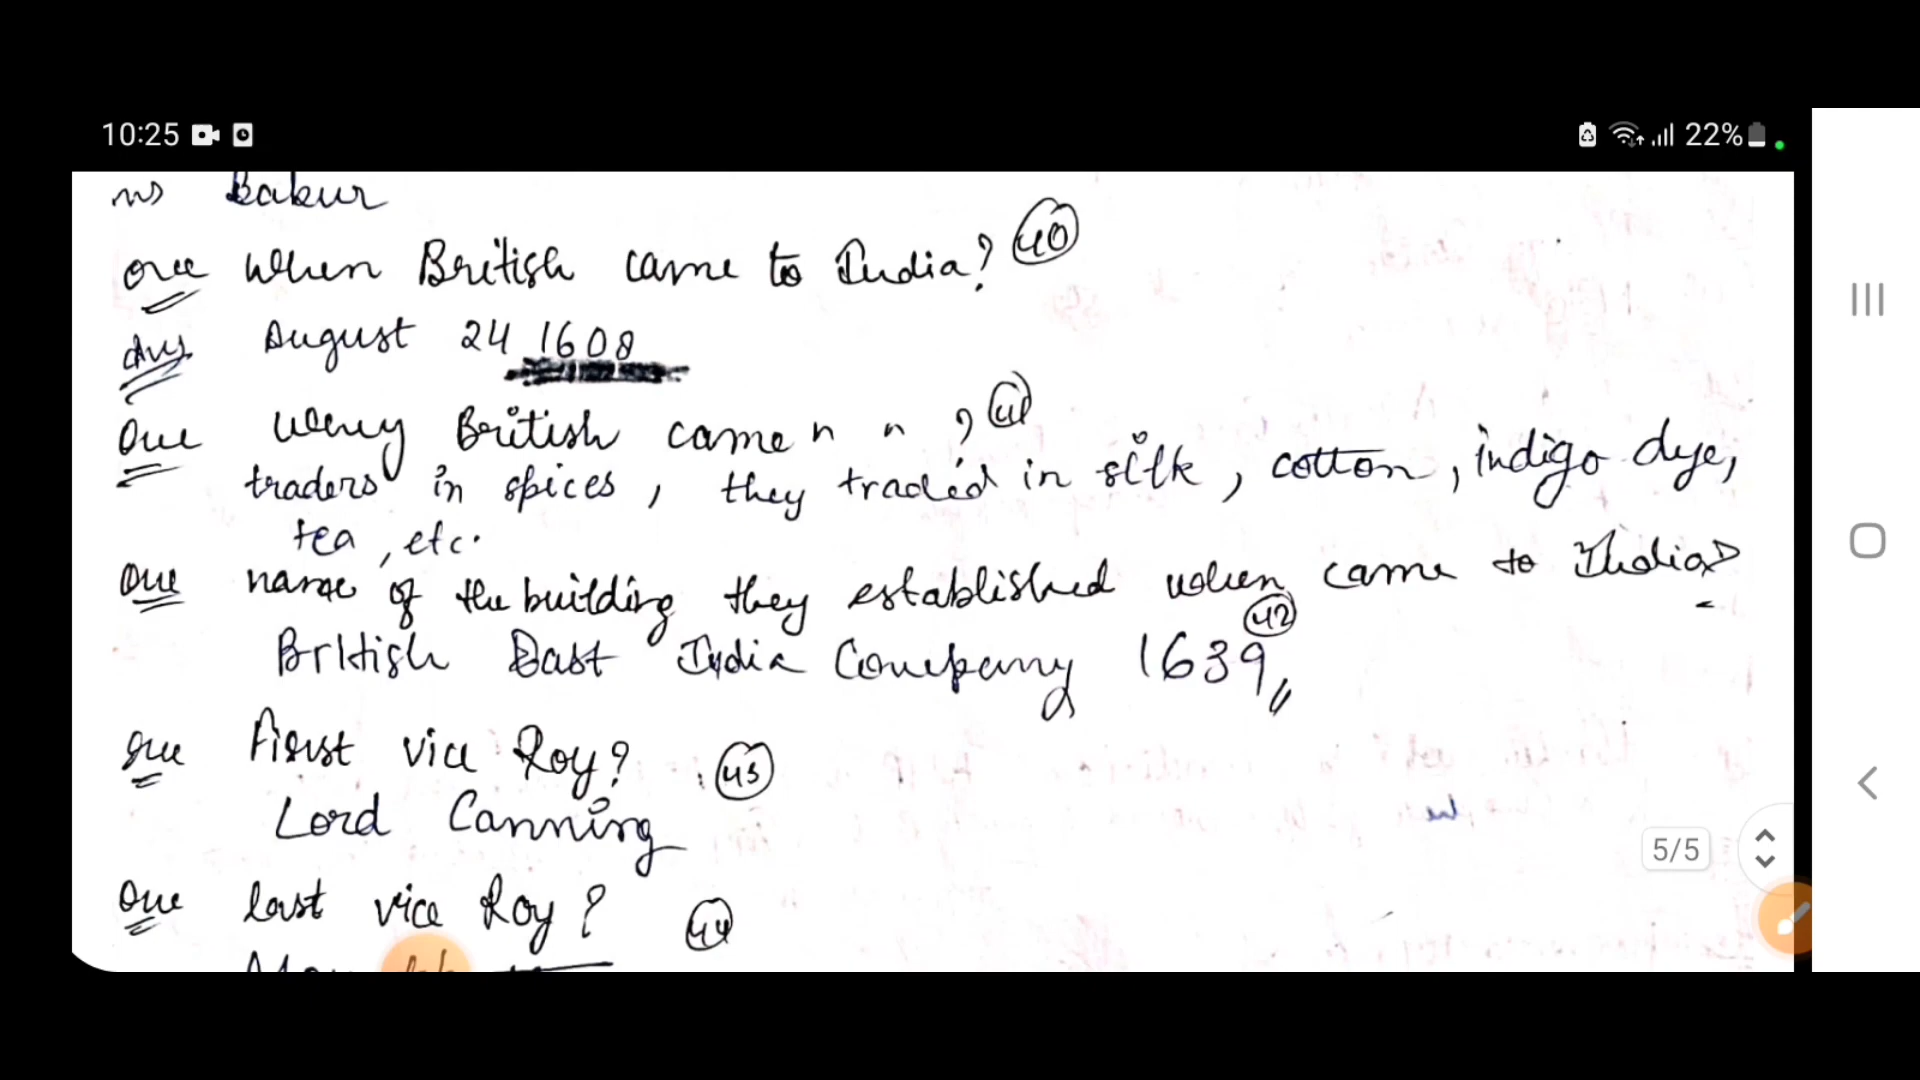 10:25 22%
Ans Babur
Que When British came to India? 40
Ans August 24 1608
Que Why British came " " ? 41
traders in spices, they traded in silk, cotton, indigo dye,
tea, etc.
Que name of the building they established when came to India?
42
British East India Company 1639
Que First vice Roy? 43
Lord Canning
5/5
Que last vice Roy? 44